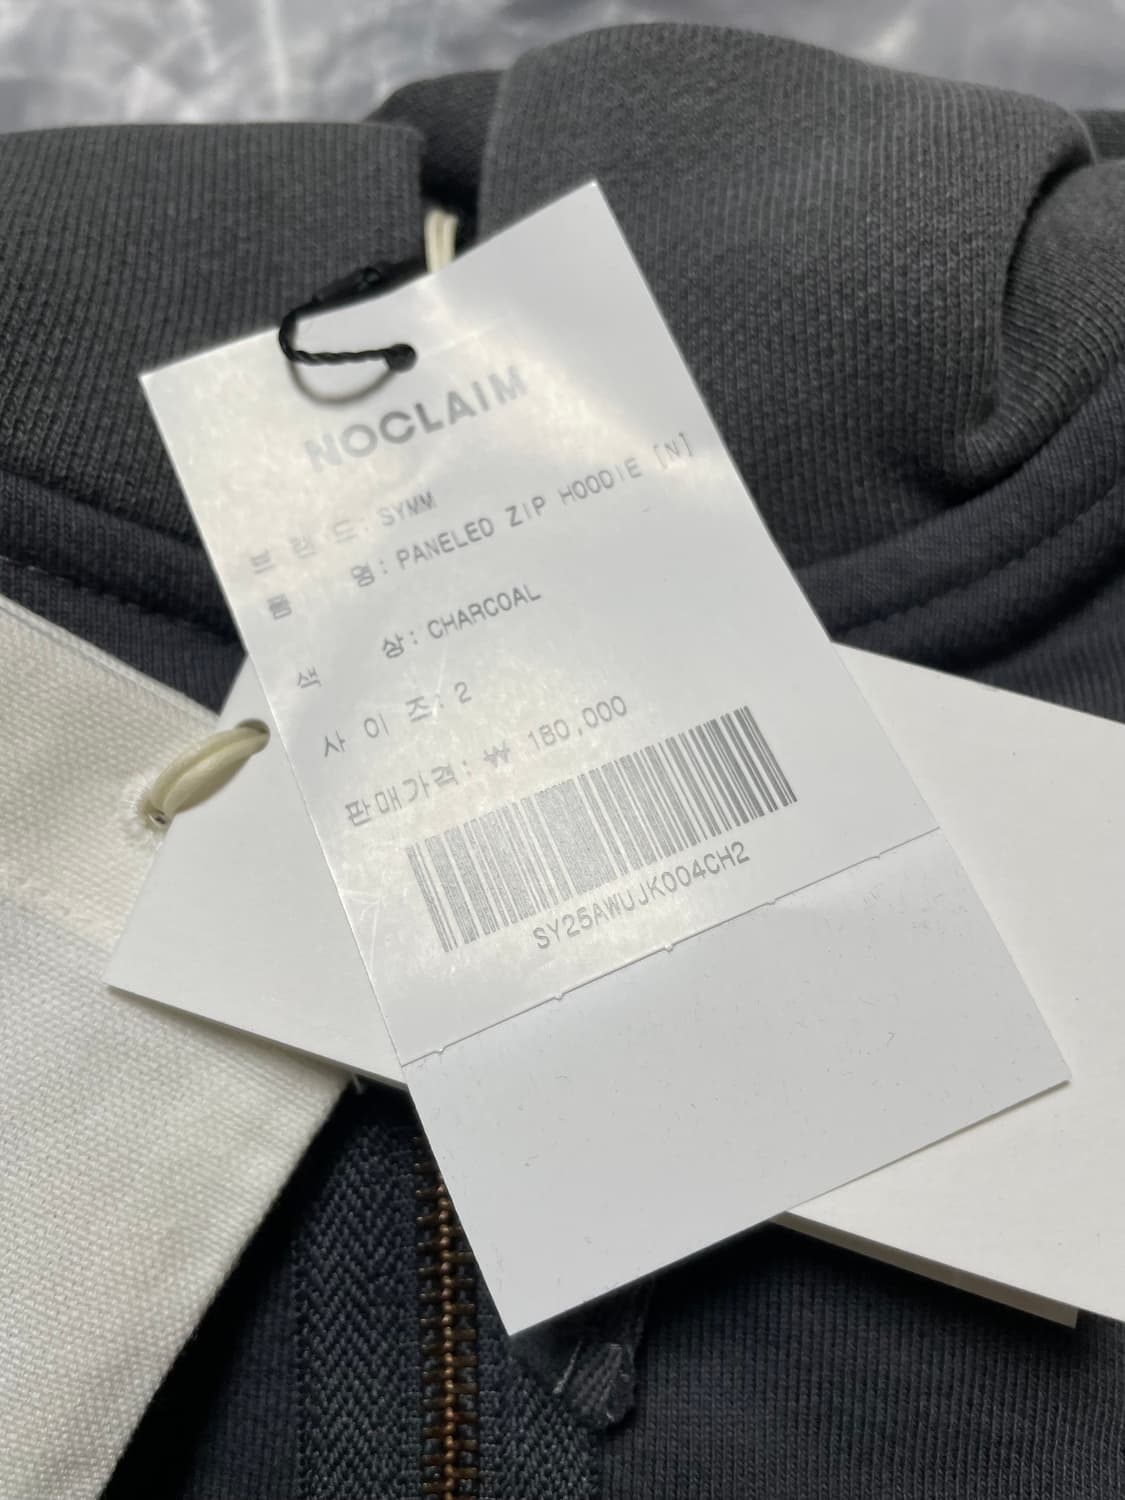 NOCLAIM
브 랜 드: SYMM
품 명: PANELED ZIP HOODIE [N]
색 상: CHARCOAL
사 이 즈: 2
판매가격: ₩ 180,000
SY25AWUJK004CH2